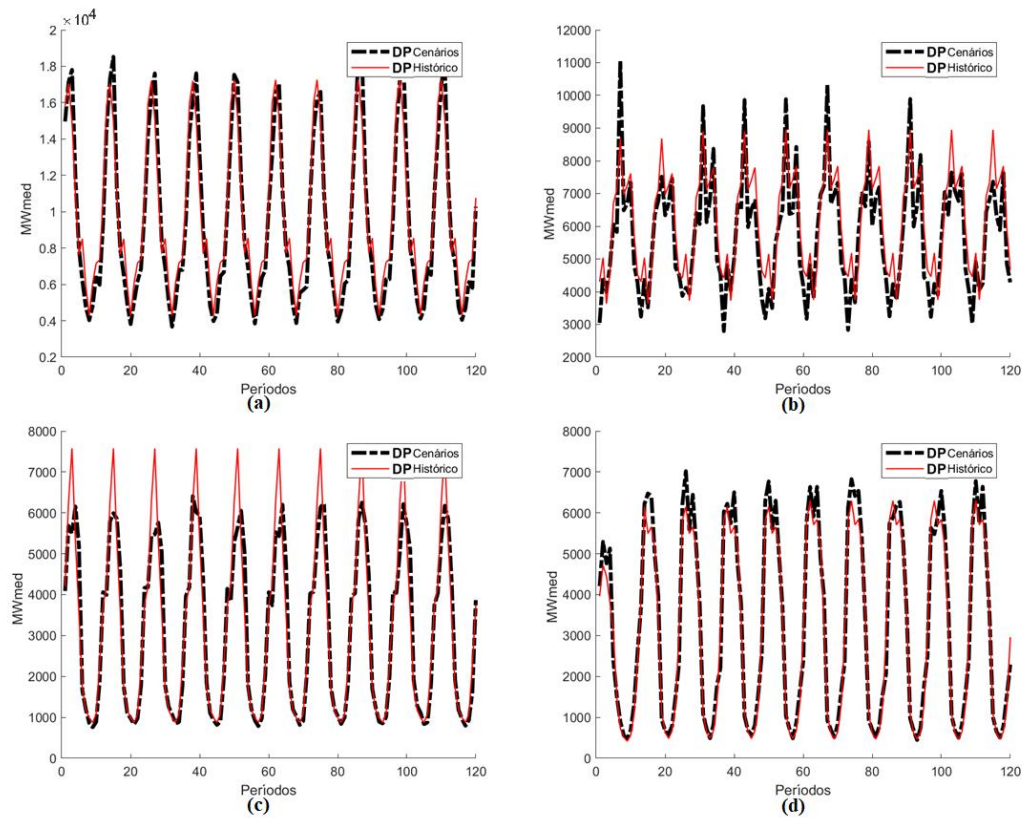 ×10⁴
2
1.8
1.6
1.4
1.2
1
0.8
0.6
0.4
0.2
MWmed
0 20 40 60 80 100 120
Períodos
(a)
DP Cenários
DP Histórico
12000
11000
10000
9000
8000
7000
6000
5000
4000
3000
2000
MWmed
0 20 40 60 80 100 120
Períodos
(b)
DP Cenários
DP Histórico
8000
7000
6000
5000
4000
3000
2000
1000
0
MWmed
0 20 40 60 80 100 120
Períodos
(c)
DP Cenários
DP Histórico
8000
7000
6000
5000
4000
3000
2000
1000
0
MWmed
0 20 40 60 80 100 120
Períodos
(d)
DP Cenários
DP Histórico